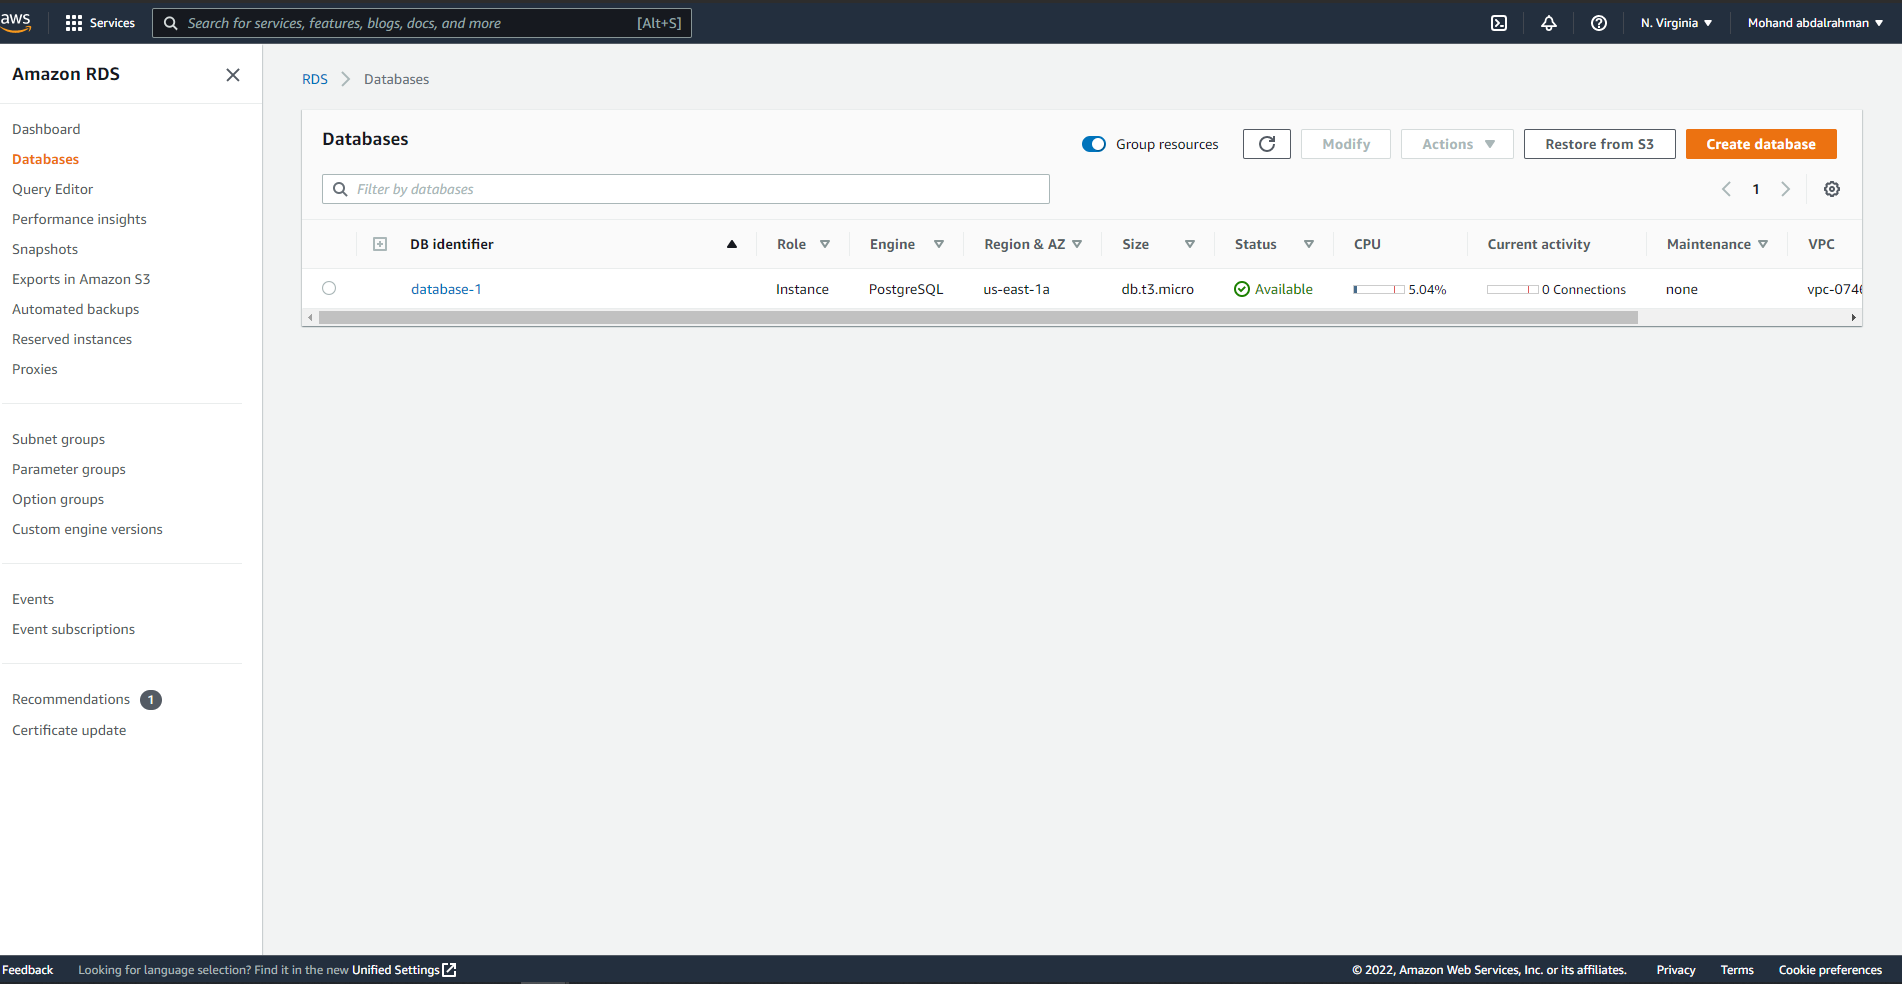 aws Services Search for services, features, blogs, docs, and more [Alt+S] N. Virginia Mohand abdalrahman
Amazon RDS
Dashboard
Databases
Query Editor
Performance insights
Snapshots
Exports in Amazon S3
Automated backups
Reserved instances
Proxies
Subnet groups
Parameter groups
Option groups
Custom engine versions
Events
Event subscriptions
Recommendations 1
Certificate update
RDS Databases
Databases Group resources Modify Actions Restore from S3 Create database
Filter by databases 1
DB identifier Role Engine Region & AZ Size Status CPU Current activity Maintenance VPC
database-1 Instance PostgreSQL us-east-1a db.t3.micro Available 5.04% 0 Connections none vpc-074
Feedback Looking for language selection? Find it in the new Unified Settings © 2022, Amazon Web Services, Inc. or its affiliates. Privacy Terms Cookie preferences